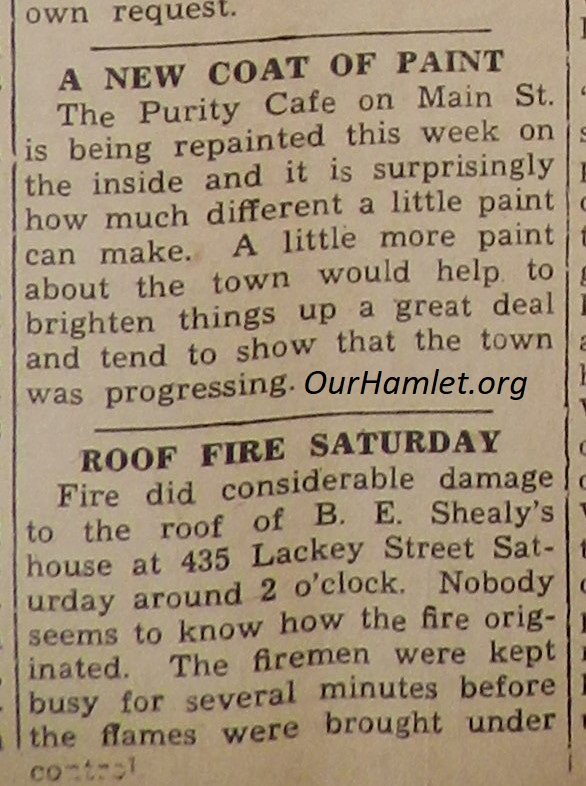 own request.
A NEW COAT OF PAINT
The Purity Cafe on Main St.
is being repainted this week on
the inside and it is surprisingly
how much different a little paint
can make. A little more paint
about the town would help to
brighten things up a great deal
and tend to show that the town
was progressing. OurHamlet.org
ROOF FIRE SATURDAY
Fire did considerable damage
to the roof of B. E. Shealy's
house at 435 Lackey Street Sat-
urday around 2 o'clock. Nobody
seems to know how the fire orig-
inated. The firemen were kept
busy for several minutes before
the flames were brought under
control